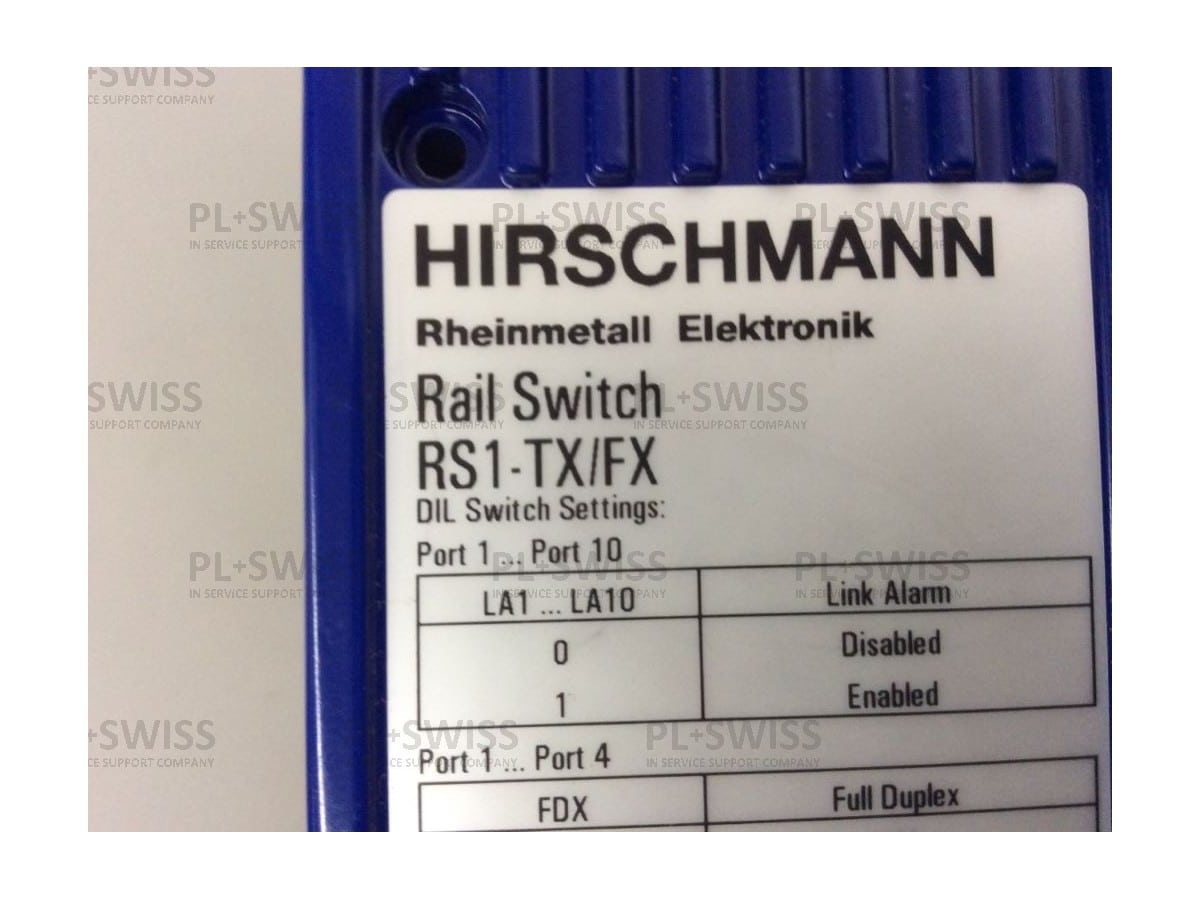 HIRSCHMANN
Rheinmetall Elektronik
Rail Switch
RS1-TX/FX
DIL Switch Settings:
Port 1 ... Port 10
LA1 ... LA10 Link Alarm
0 Disabled
1 Enabled
Port 1 ... Port 4
FDX Full Duplex
PL+SWISS
IN SERVICE SUPPORT COMPANY